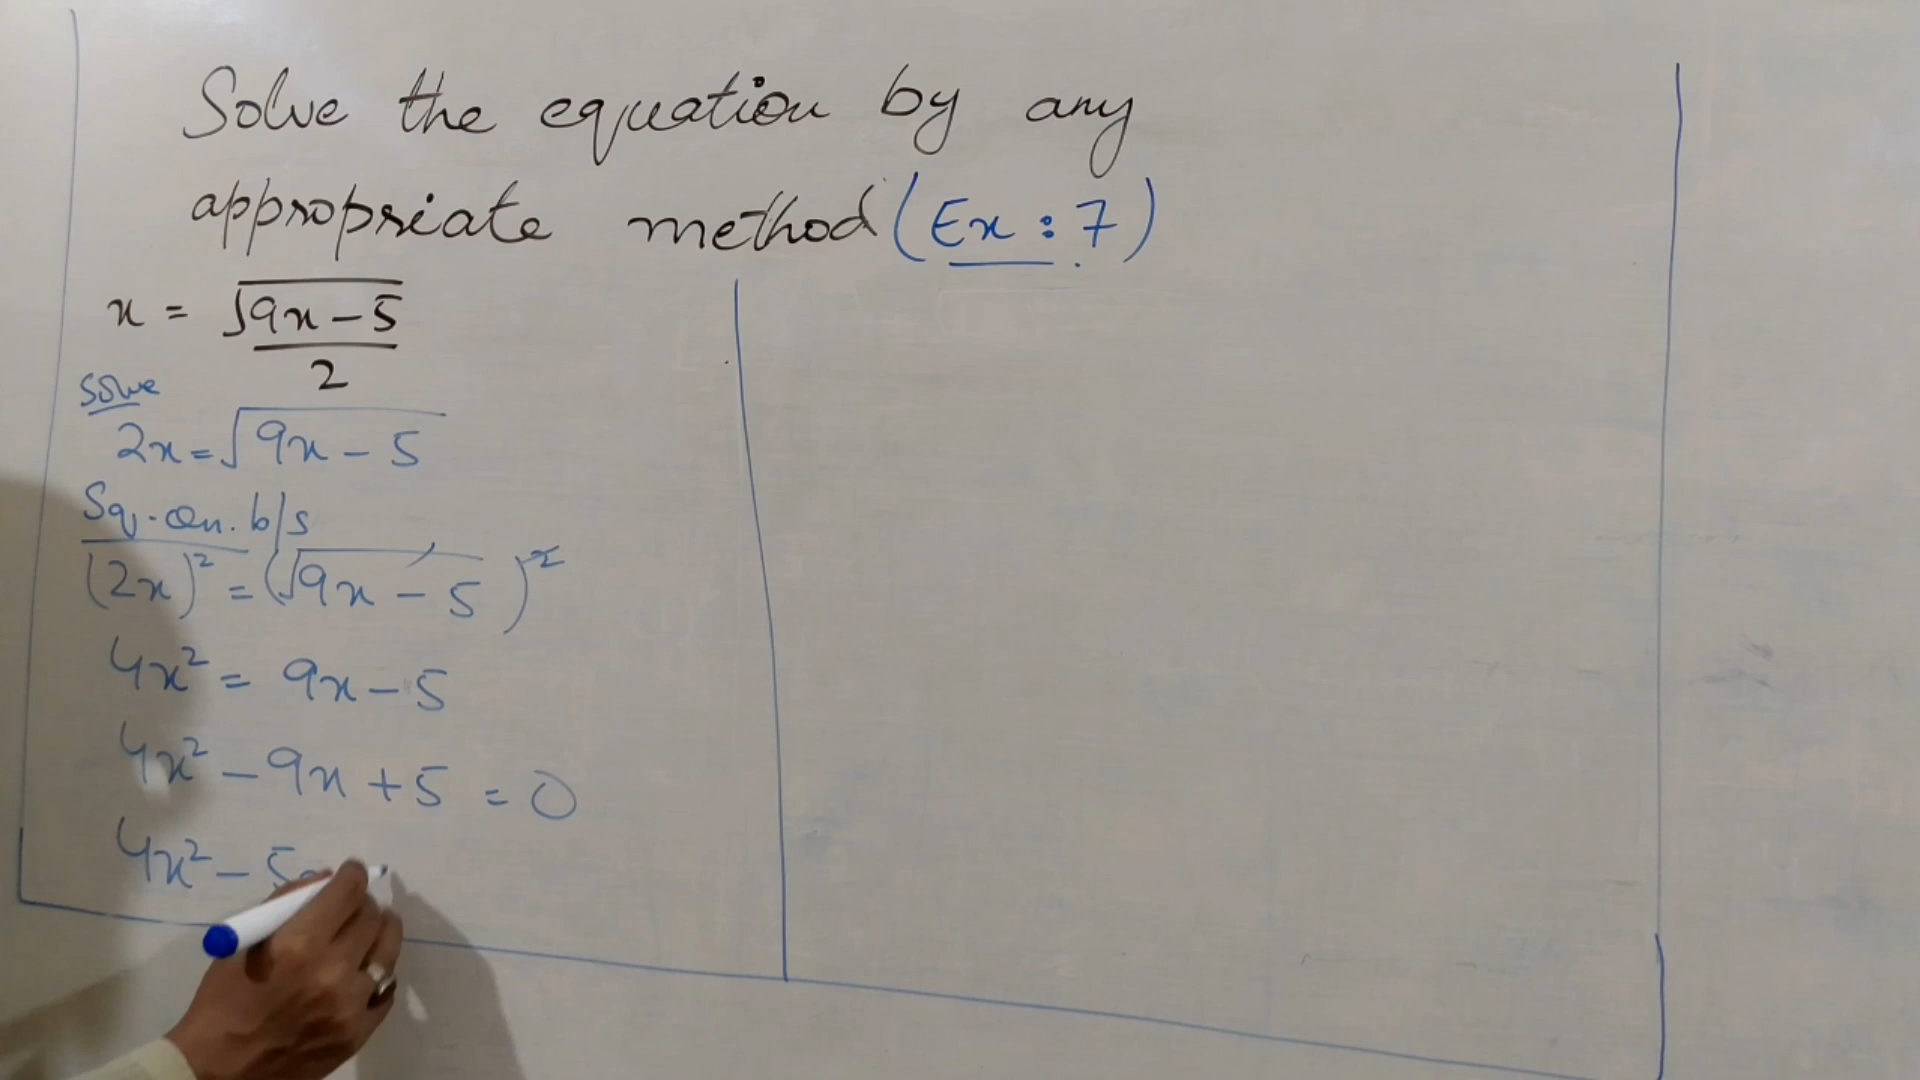 Solve the equation by any
appropriate method (Ex : 7)
x = √9x - 5 / 2
Solve
2x = √9x - 5
Sq. on. b/s
(2x)² = (√9x - 5)²
4x² = 9x - 5
4x² - 9x + 5 = 0
4x² - 5